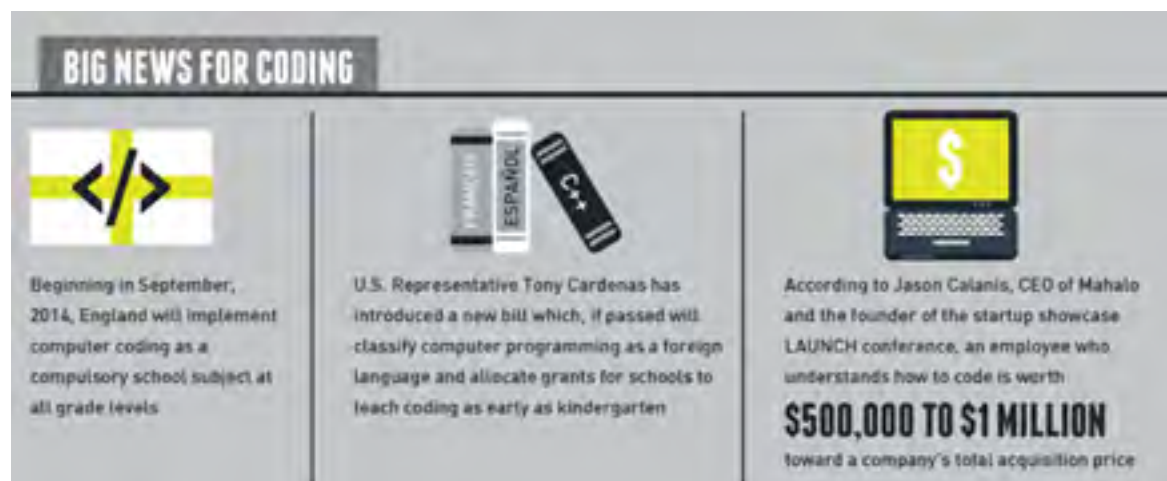 BIG NEWS FOR CODING
</>
Beginning in September,
2014, England will implement
computer coding as a
compulsory school subject at
all grade levels
FRANÇAIS
ESPAÑOL
C++
U.S. Representative Tony Cardenas has
introduced a new bill which, if passed will
classify computer programming as a foreign
language and allocate grants for schools to
teach coding as early as kindergarten
$
According to Jason Calanis, CEO of Mahalo
and the founder of the startup showcase
LAUNCH conference, an employee who
understands how to code is worth
$500,000 TO $1 MILLION
toward a company's total acquisition price